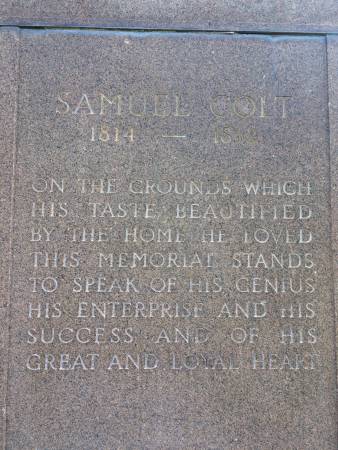 SAMUEL COLT
1814 — 1862
ON THE GROUNDS WHICH
HIS TASTE BEAUTIFIED
BY THE HOME HE LOVED
THIS MEMORIAL STANDS
TO SPEAK OF HIS GENIUS
HIS ENTERPRISE AND HIS
SUCCESS AND OF HIS
GREAT AND LOYAL HEART